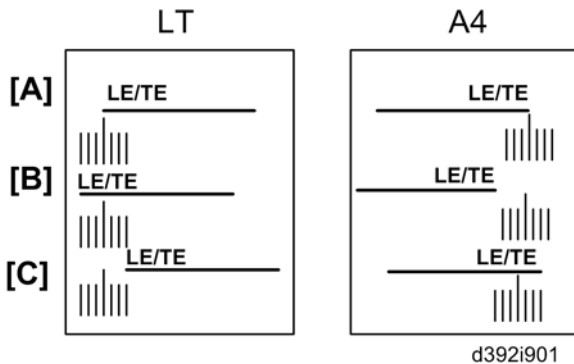 LT A4
[A] LE/TE LE/TE
[B] LE/TE LE/TE
[C] LE/TE LE/TE
d392i901